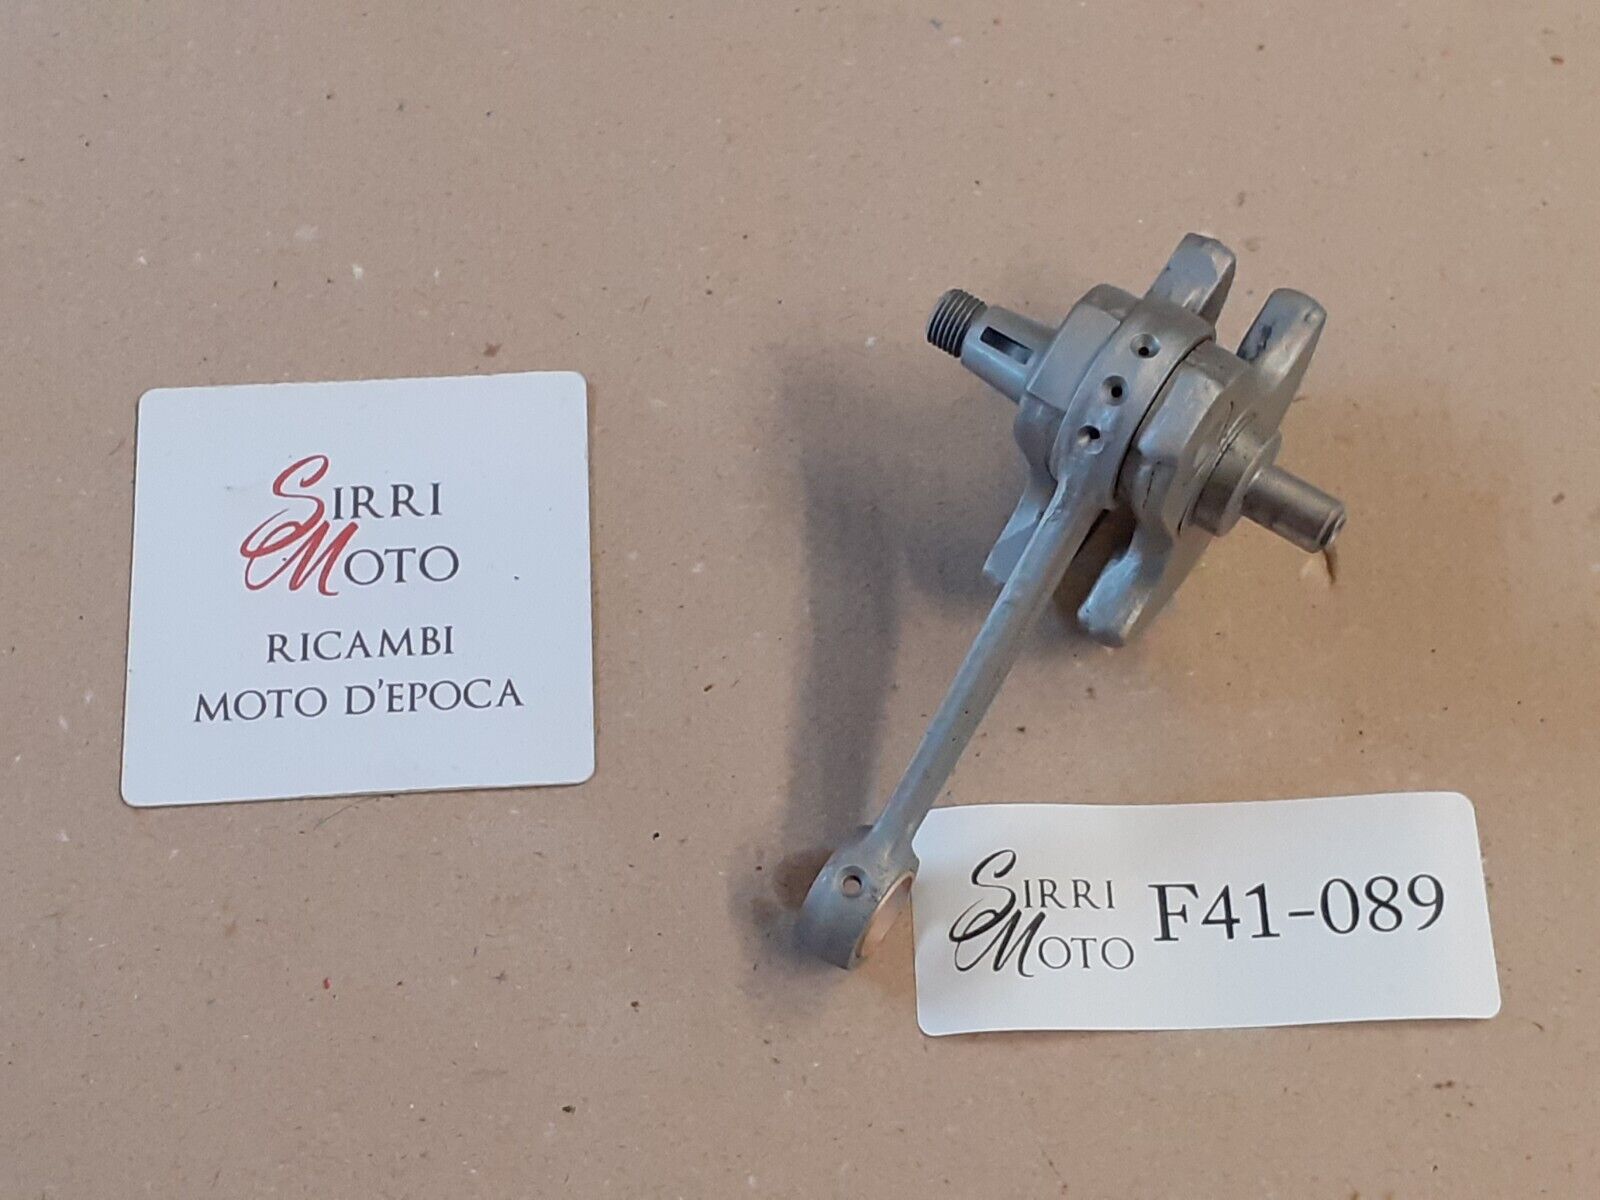 SIRRI
MOTO
RICAMBI
MOTO D'EPOCA
SIRRI
MOTO
F41-089